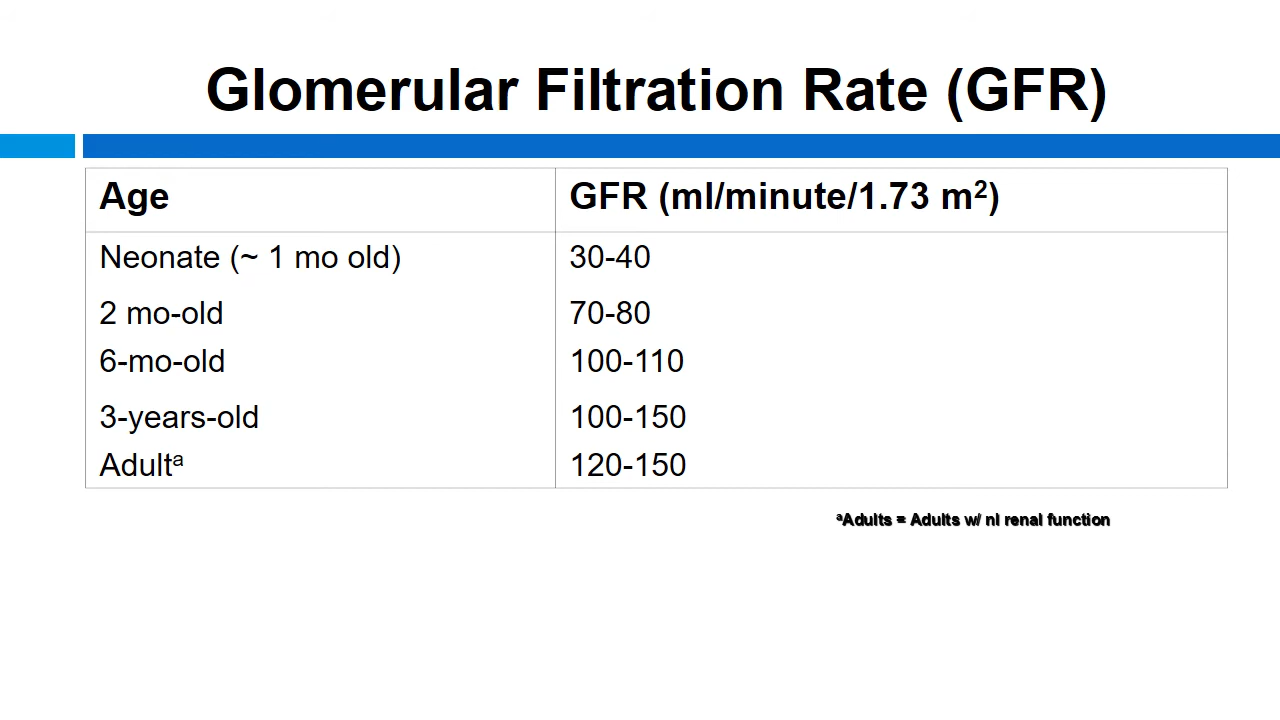 Glomerular Filtration Rate (GFR)
Age GFR (ml/minute/1.73 m²)
Neonate (~ 1 mo old) 30-40
2 mo-old 70-80
6-mo-old 100-110
3-years-old 100-150
Adultᵃ 120-150
ᵃAdults = Adults w/ nl renal function